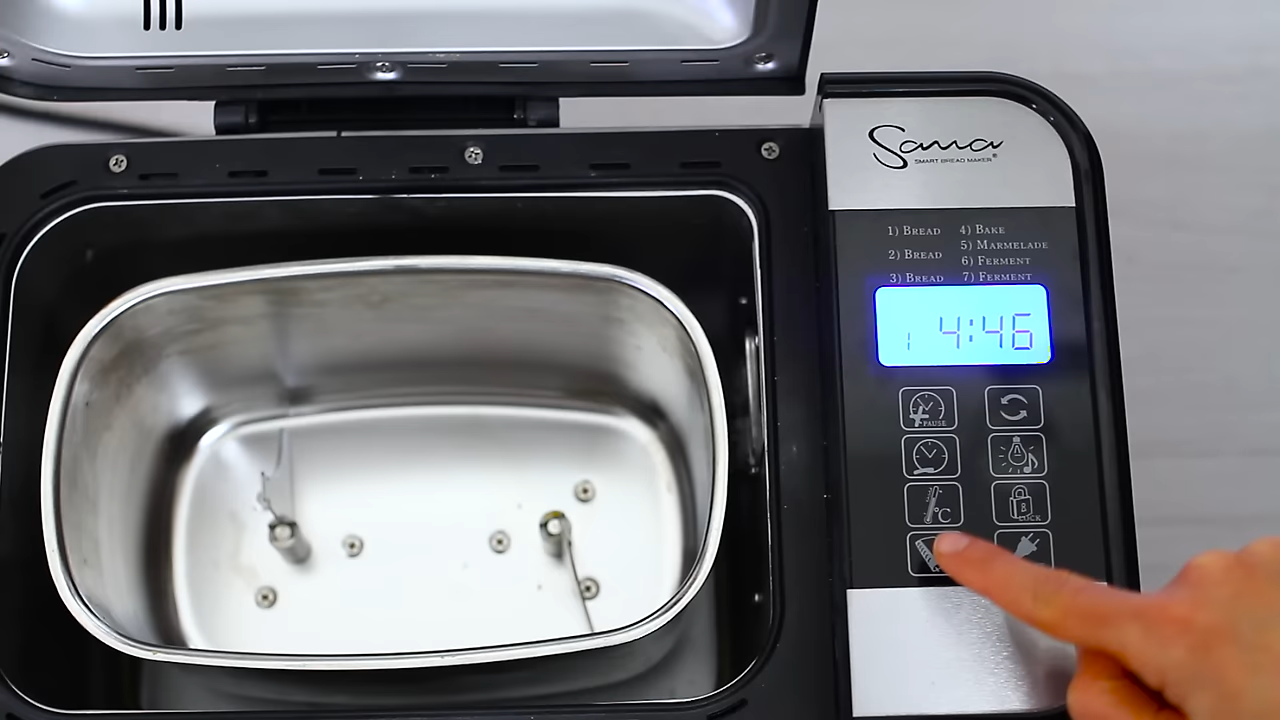 Sana
SMART BREAD MAKER®
1) BREAD 4) BAKE
5) MARMELADE
2) BREAD
6) FERMENT
3) BREAD 7) FERMENT
1 4:46
PAUSE
°C
LOCK